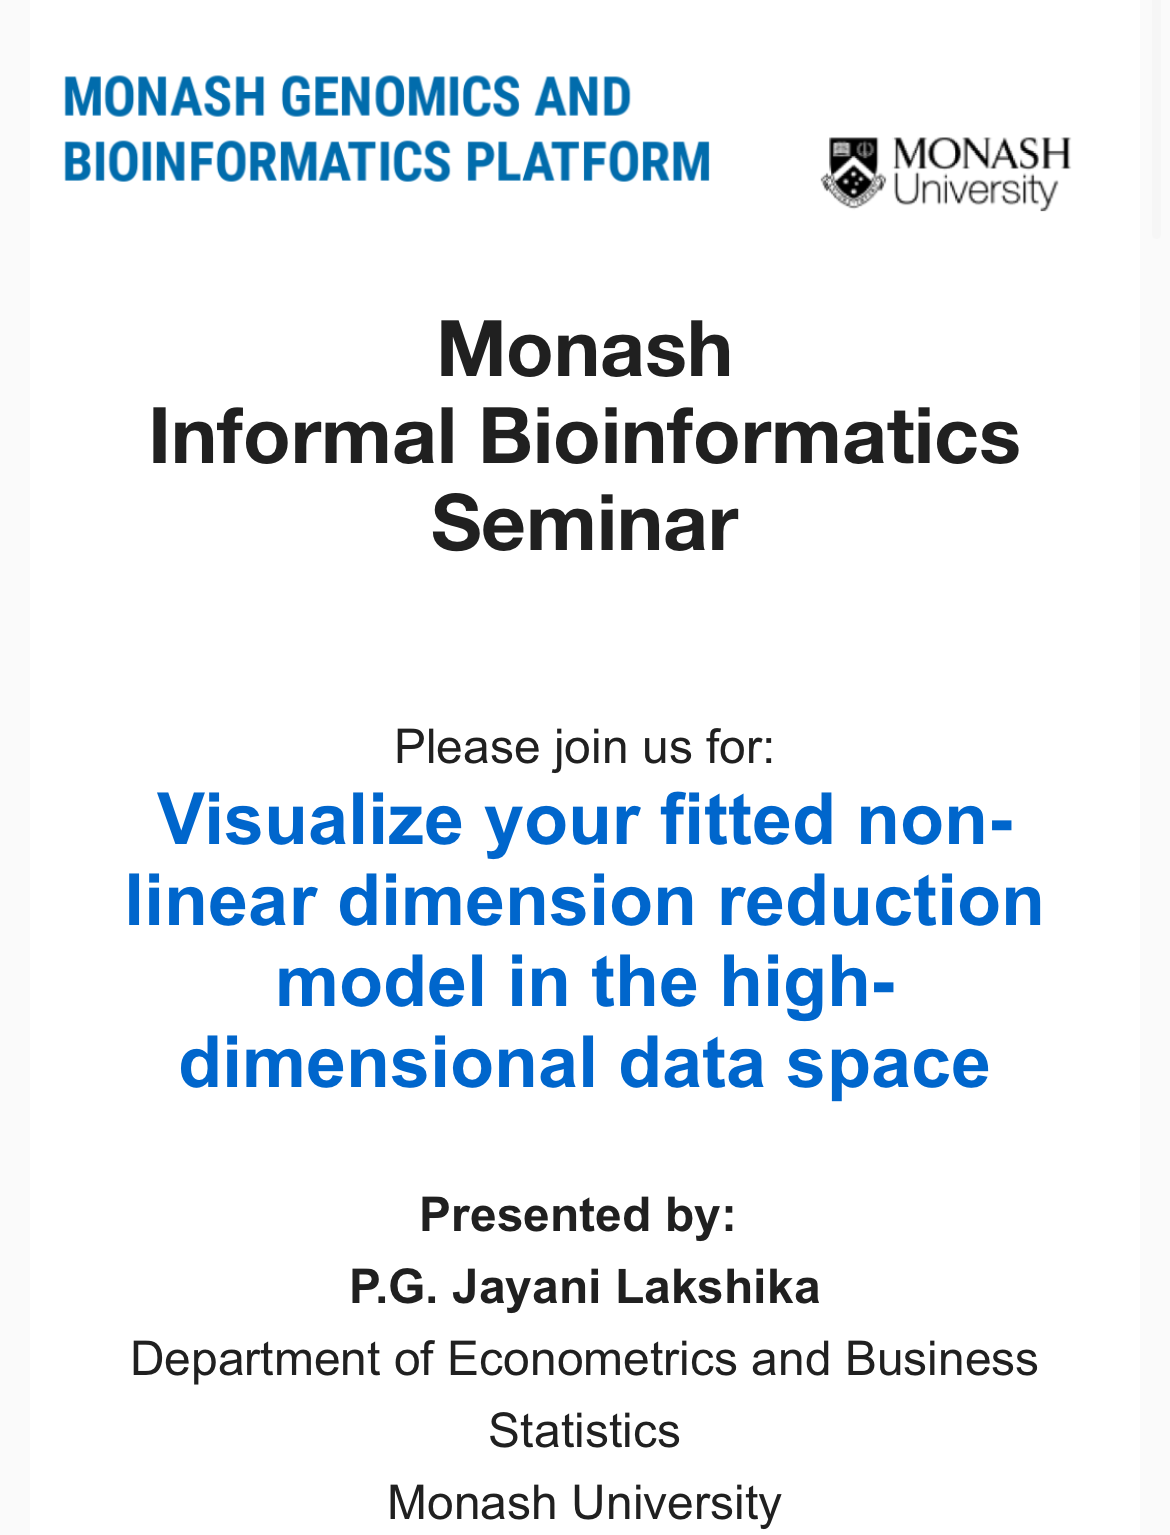 MONASH GENOMICS AND
BIOINFORMATICS PLATFORM
MONASH
University
Monash
Informal Bioinformatics
Seminar
Please join us for:
Visualize your fitted non-
linear dimension reduction
model in the high-
dimensional data space
Presented by:
P.G. Jayani Lakshika
Department of Econometrics and Business
Statistics
Monash University